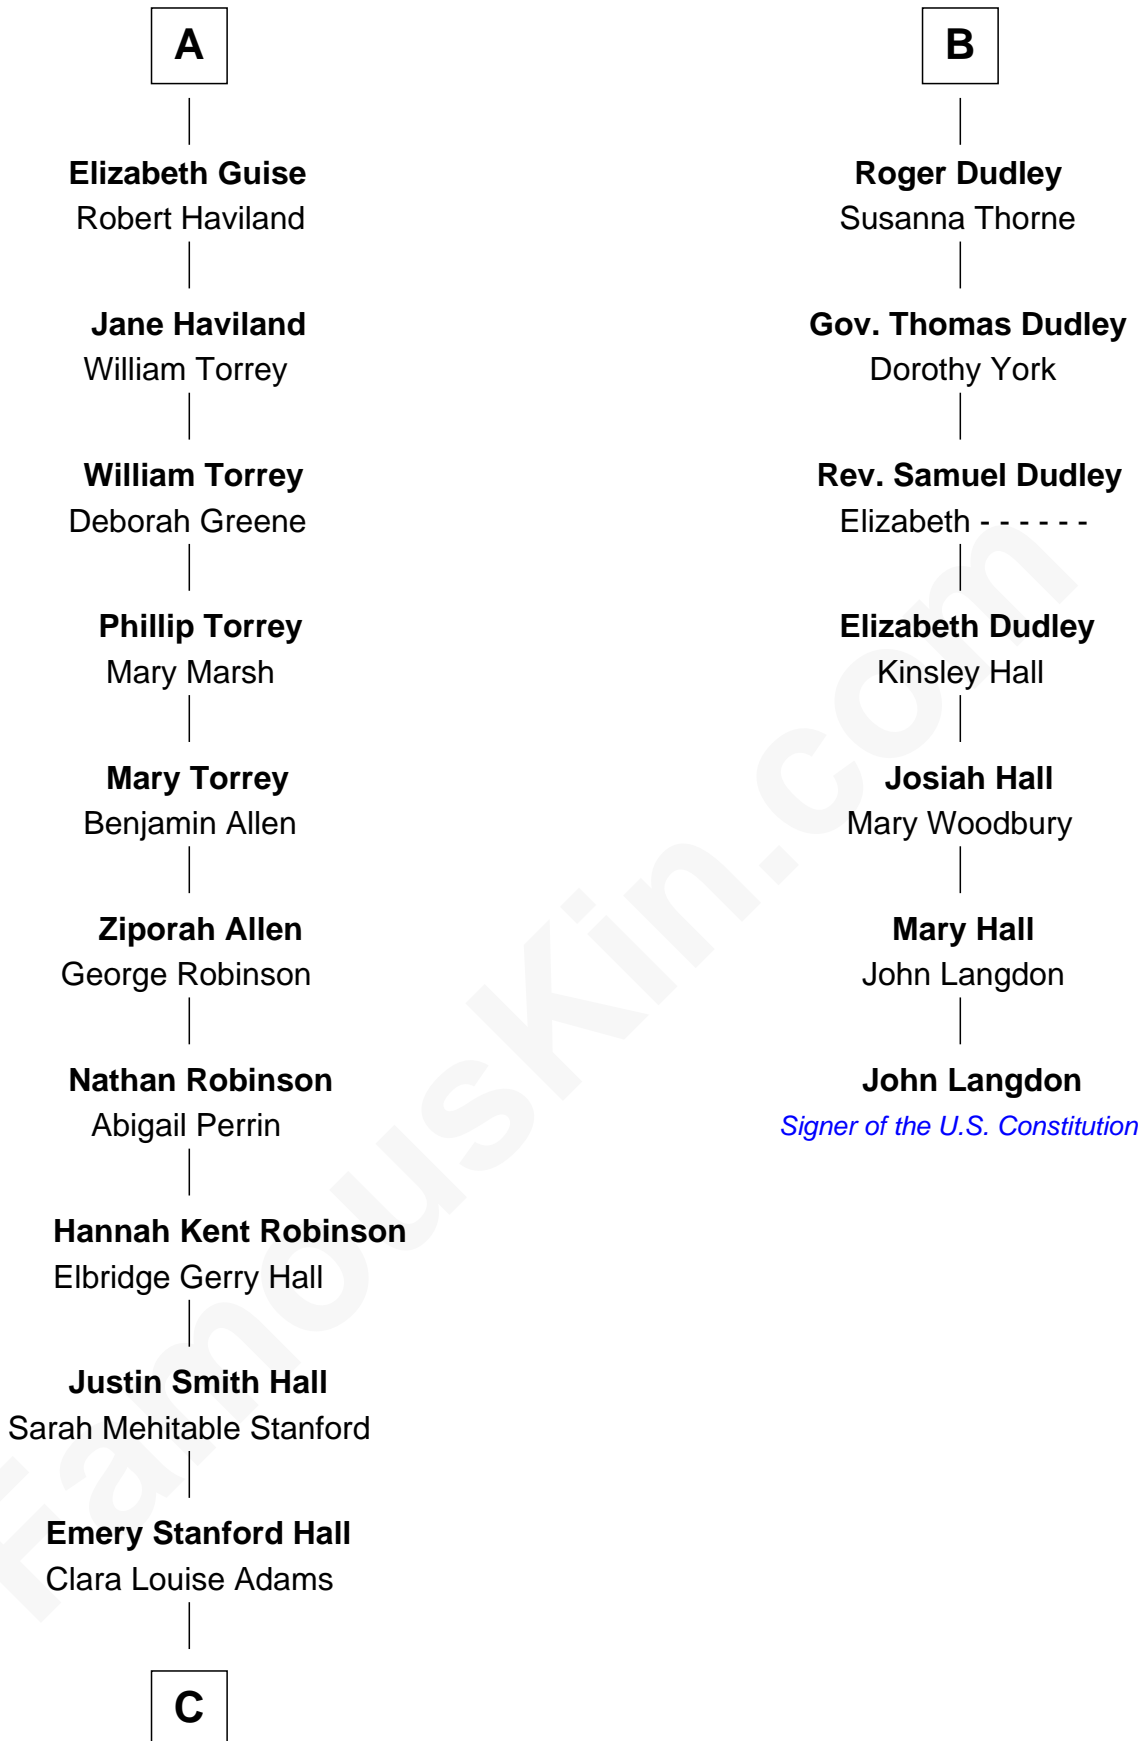 A
Elizabeth Guise
Robert Haviland
Jane Haviland
William Torrey
William Torrey
Deborah Greene
Phillip Torrey
Mary Marsh
Mary Torrey
Benjamin Allen
Ziporah Allen
George Robinson
Nathan Robinson
Abigail Perrin
Hannah Kent Robinson
Elbridge Gerry Hall
Justin Smith Hall
Sarah Mehitable Stanford
Emery Stanford Hall
Clara Louise Adams
C
B
Roger Dudley
Susanna Thorne
Gov. Thomas Dudley
Dorothy York
Rev. Samuel Dudley
Elizabeth - - - - - -
Elizabeth Dudley
Kinsley Hall
Josiah Hall
Mary Woodbury
Mary Hall
John Langdon
John Langdon
Signer of the U.S. Constitution
FamousKin.com